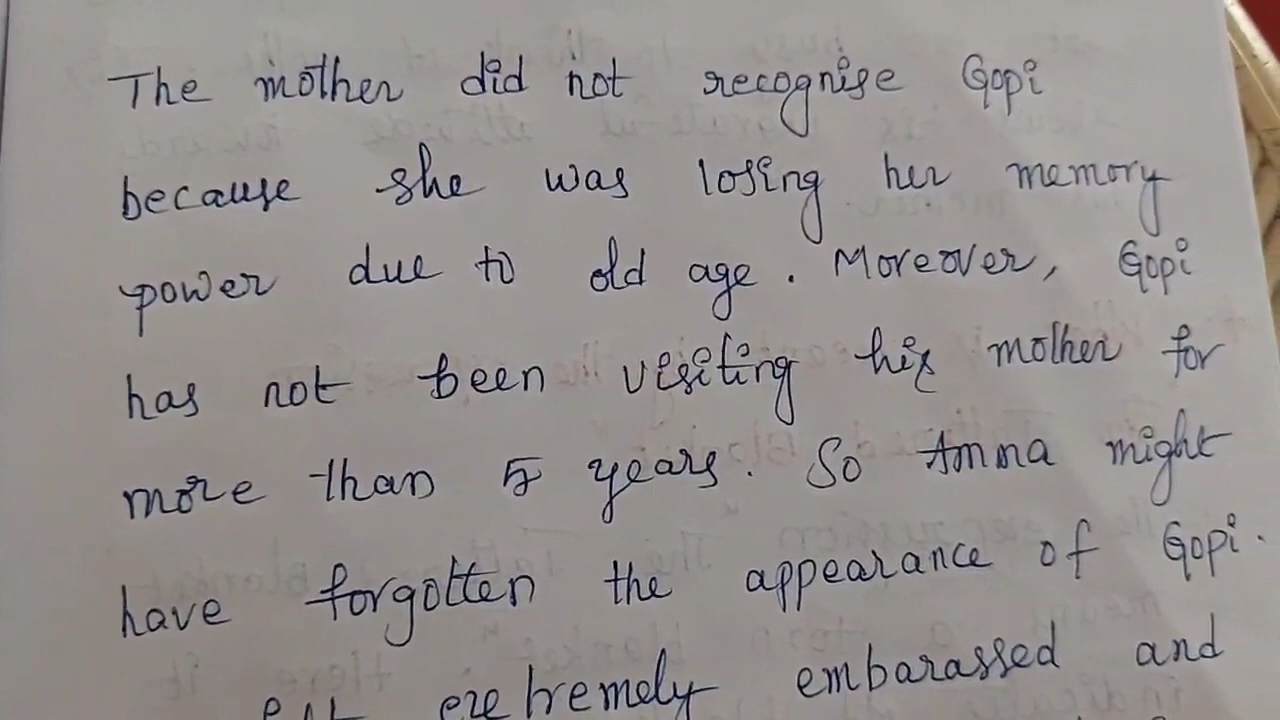 The mother did not recognise Gopi
because she was losing her memory
power due to old age. Moreover, Gopi
has not been visiting his mother for
more than 5 years. So Amma might
have forgotten the appearance of Gopi.
extremely embarassed and